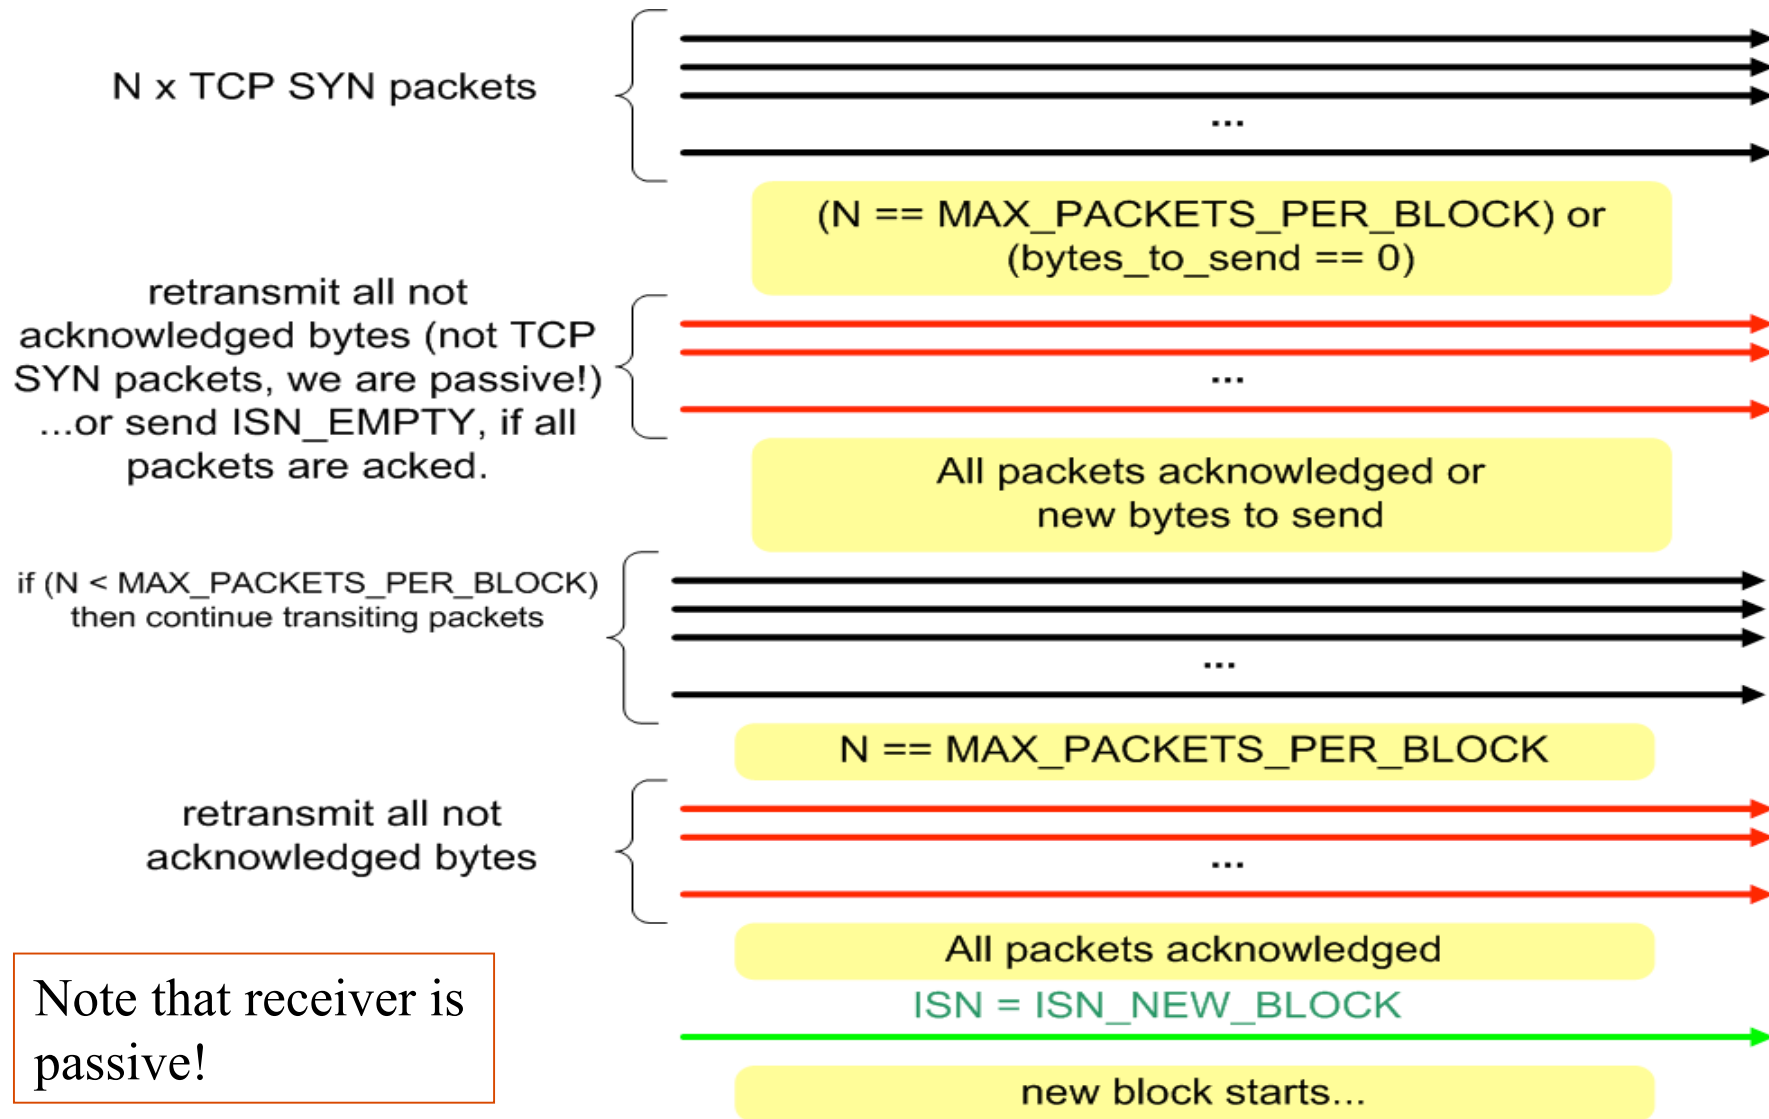 N x TCP SYN packets
...
(N == MAX_PACKETS_PER_BLOCK) or
(bytes_to_send == 0)
retransmit all not
acknowledged bytes (not TCP
SYN packets, we are passive!)
...or send ISN_EMPTY, if all
packets are acked.
...
All packets acknowledged or
new bytes to send
if (N < MAX_PACKETS_PER_BLOCK)
then continue transiting packets
...
N == MAX_PACKETS_PER_BLOCK
retransmit all not
acknowledged bytes
...
All packets acknowledged
ISN = ISN_NEW_BLOCK
new block starts...
Note that receiver is
passive!